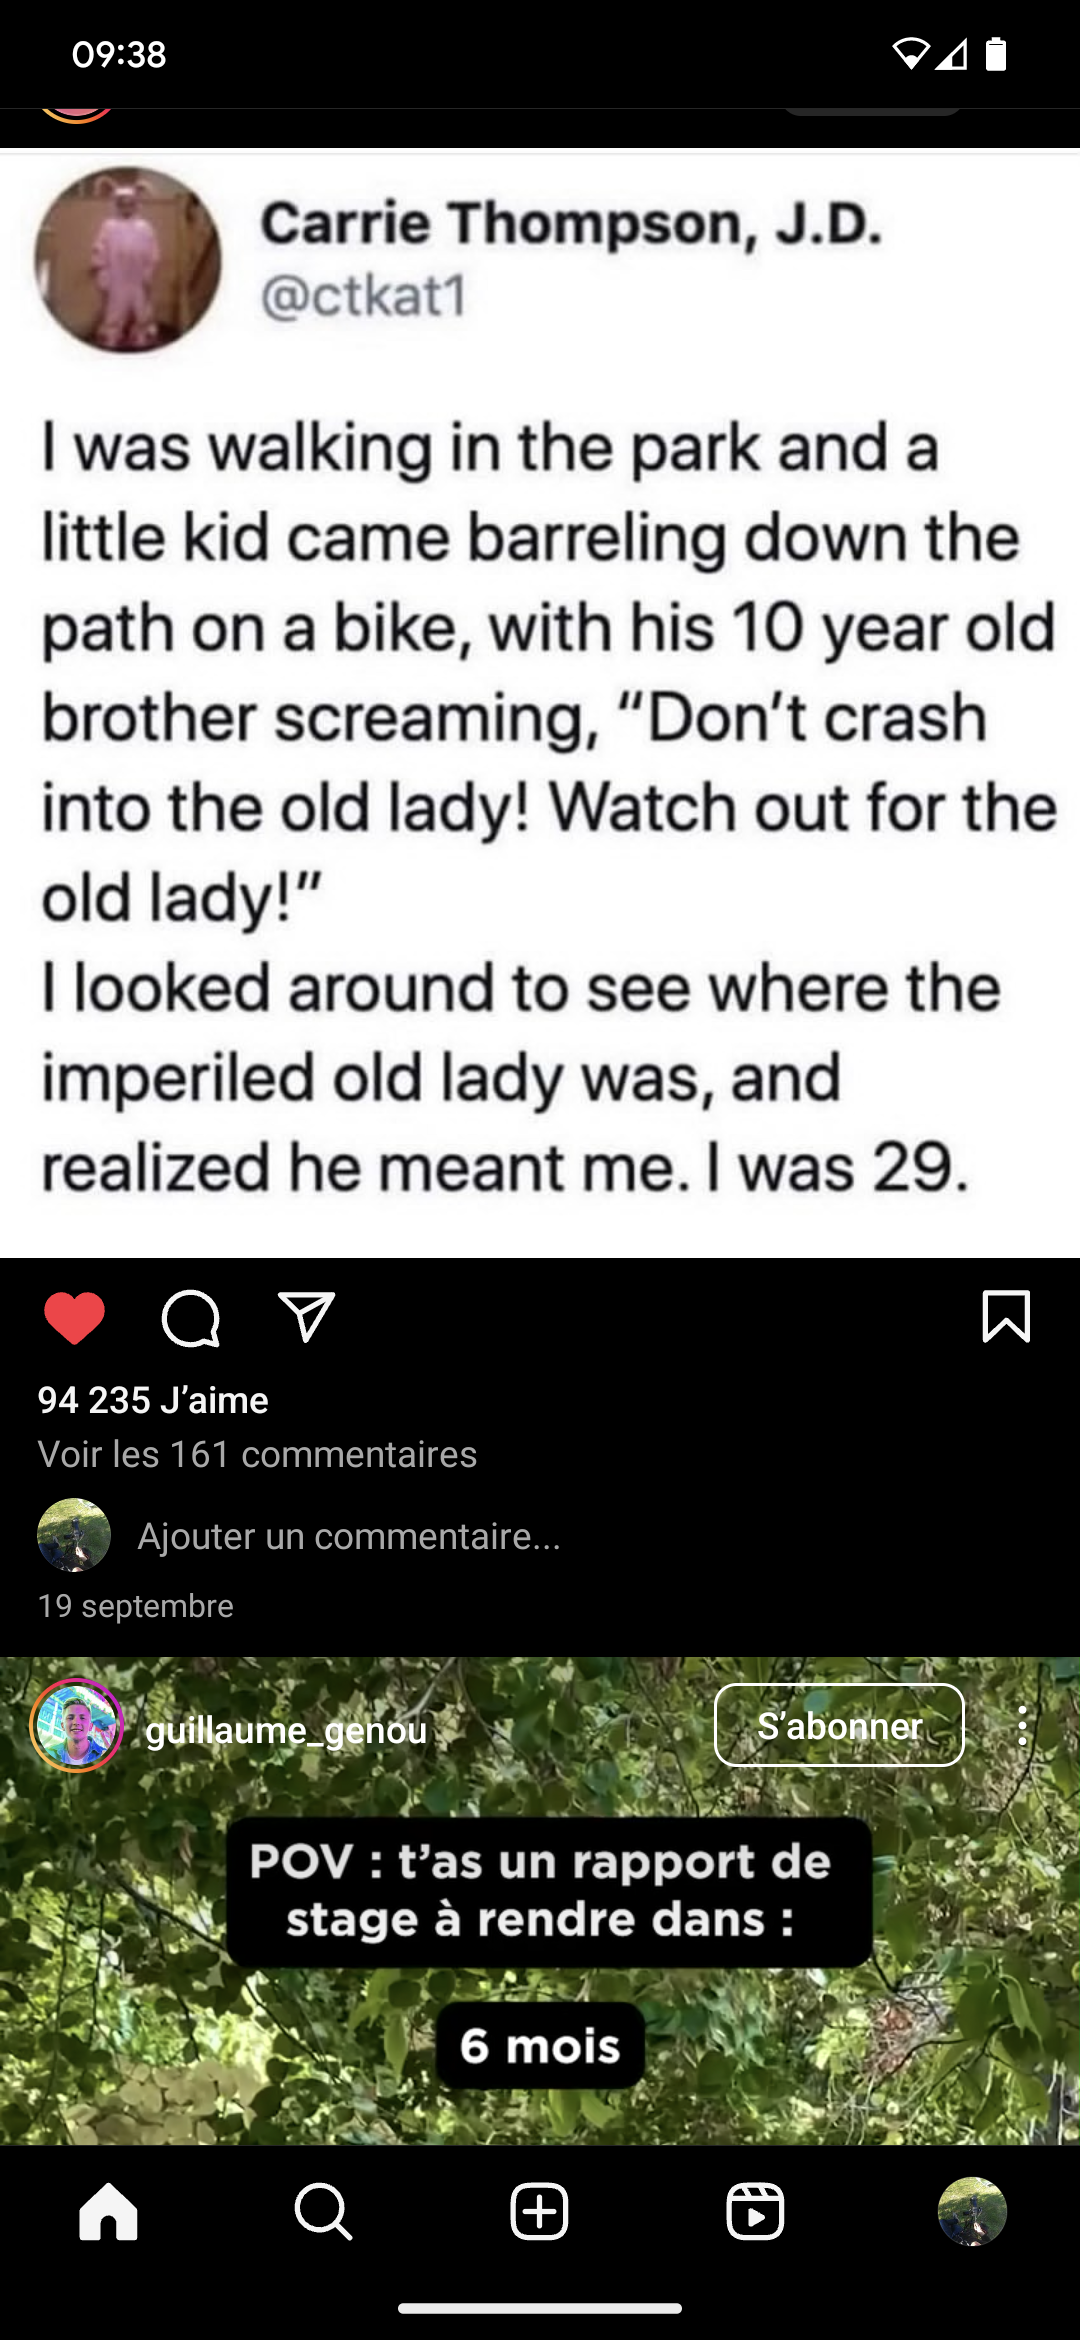 09:38
Carrie Thompson, J.D.
@ctkat1
I was walking in the park and a
little kid came barreling down the
path on a bike, with his 10 year old
brother screaming, “Don’t crash
into the old lady! Watch out for the
old lady!”
I looked around to see where the
imperiled old lady was, and
realized he meant me. I was 29.
94 235 J’aime
Voir les 161 commentaires
Ajouter un commentaire...
19 septembre
guillaume_genou
S’abonner
POV : t’as un rapport de
stage à rendre dans :
6 mois